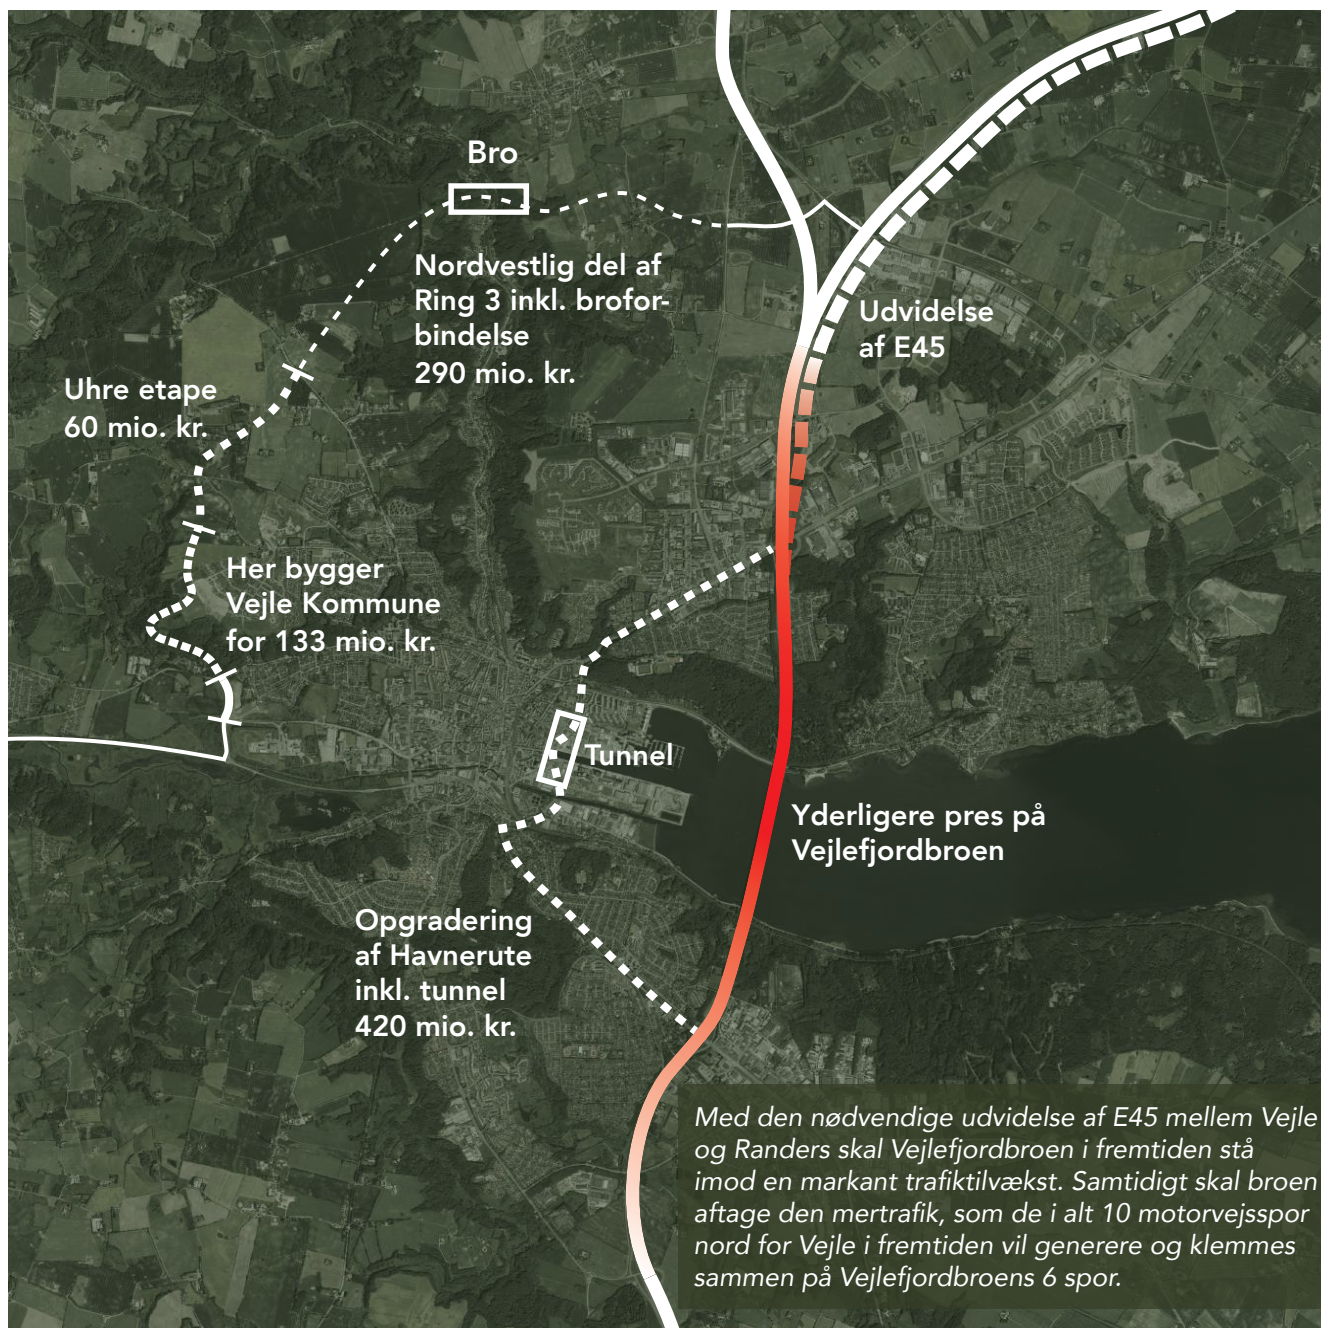 Bro
Nordvestlig del af
Ring 3 inkl. brofor-
bindelse
290 mio. kr.
Udvidelse
af E45
Uhre etape
60 mio. kr.
Her bygger
Vejle Kommune
for 133 mio. kr.
Tunnel
Yderligere pres på
Vejlefjordbroen
Opgradering
af Havnerute
inkl. tunnel
420 mio. kr.
Med den nødvendige udvidelse af E45 mellem Vejle
og Randers skal Vejlefjordbroen i fremtiden stå
imod en markant trafiktilvækst. Samtidigt skal broen
aftage den mertrafik, som de i alt 10 motorvejsspor
nord for Vejle i fremtiden vil generere og klemmes
sammen på Vejlefjordbroens 6 spor.